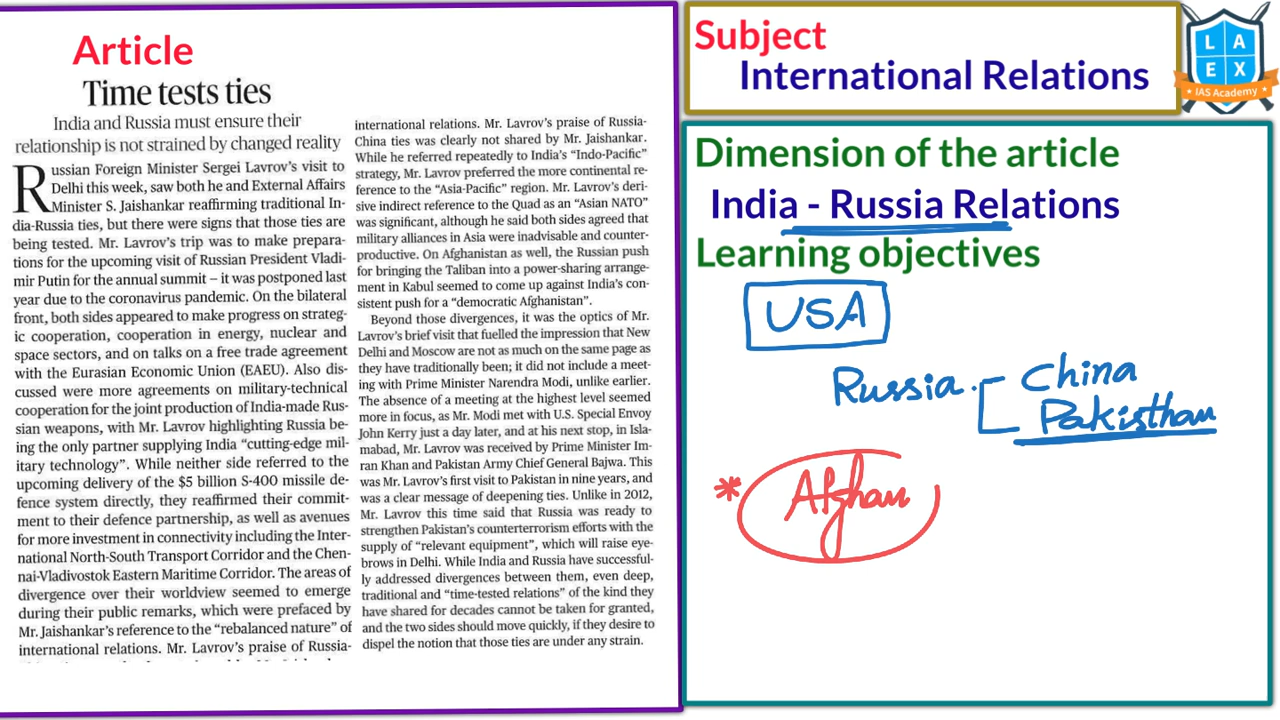 Article
Time tests ties
India and Russia must ensure their
relationship is not strained by changed reality
Russian Foreign Minister Sergei Lavrov's visit to
Delhi this week, saw both he and External Affairs
Minister S. Jaishankar reaffirming traditional In-
dia-Russia ties, but there were signs that those ties are
being tested. Mr. Lavrov's trip was to make prepara-
tions for the upcoming visit of Russian President Vladi-
mir Putin for the annual summit – it was postponed last
year due to the coronavirus pandemic. On the bilateral
front, both sides appeared to make progress on strateg-
ic cooperation, cooperation in energy, nuclear and
space sectors, and on talks on a free trade agreement
with the Eurasian Economic Union (EAEU). Also dis-
cussed were more agreements on military-technical
cooperation for the joint production of India-made Rus-
sian weapons, with Mr. Lavrov highlighting Russia be-
ing the only partner supplying India "cutting-edge mil-
itary technology". While neither side referred to the
upcoming delivery of the $5 billion S-400 missile de-
fence system directly, they reaffirmed their commit-
ment to their defence partnership, as well as avenues
for more investment in connectivity including the Inter-
national North-South Transport Corridor and the Chen-
nai-Vladivostok Eastern Maritime Corridor. The areas of
divergence over their worldview seemed to emerge
during their public remarks, which were prefaced by
Mr. Jaishankar's reference to the "rebalanced nature" of
international relations. Mr. Lavrov's praise of Russia-
international relations. Mr. Lavrov's praise of Russia-
China ties was clearly not shared by Mr. Jaishankar.
While he referred repeatedly to India's "Indo-Pacific"
strategy, Mr. Lavrov preferred the more continental re-
ference to the "Asia-Pacific" region. Mr. Lavrov's deri-
sive indirect reference to the Quad as an "Asian NATO"
was significant, although he said both sides agreed that
military alliances in Asia were inadvisable and counter-
productive. On Afghanistan as well, the Russian push
for bringing the Taliban into a power-sharing arrange-
ment in Kabul seemed to come up against India's con-
sistent push for a "democratic Afghanistan".
Beyond those divergences, it was the optics of Mr.
Lavrov's brief visit that fuelled the impression that New
Delhi and Moscow are not as much on the same page as
they have traditionally been; it did not include a meet-
ing with Prime Minister Narendra Modi, unlike earlier.
The absence of a meeting at the highest level seemed
more in focus, as Mr. Modi met with U.S. Special Envoy
John Kerry just a day later, and at his next stop, in Isla-
mabad, Mr. Lavrov was received by Prime Minister Im-
ran Khan and Pakistan Army Chief General Bajwa. This
was Mr. Lavrov's first visit to Pakistan in nine years, and
was a clear message of deepening ties. Unlike in 2012,
Mr. Lavrov this time said that Russia was ready to
strengthen Pakistan's counterterrorism efforts with the
supply of "relevant equipment", which will raise eye-
brows in Delhi. While India and Russia have successful-
ly addressed divergences between them, even deep,
traditional and "time-tested relations" of the kind they
have shared for decades cannot be taken for granted,
and the two sides should move quickly, if they desire to
dispel the notion that those ties are under any strain.
Subject
International Relations
L A
E X
IAS Academy
Dimension of the article
India - Russia Relations
Learning objectives
USA
Russia
China
Pakisthan
* Afghan